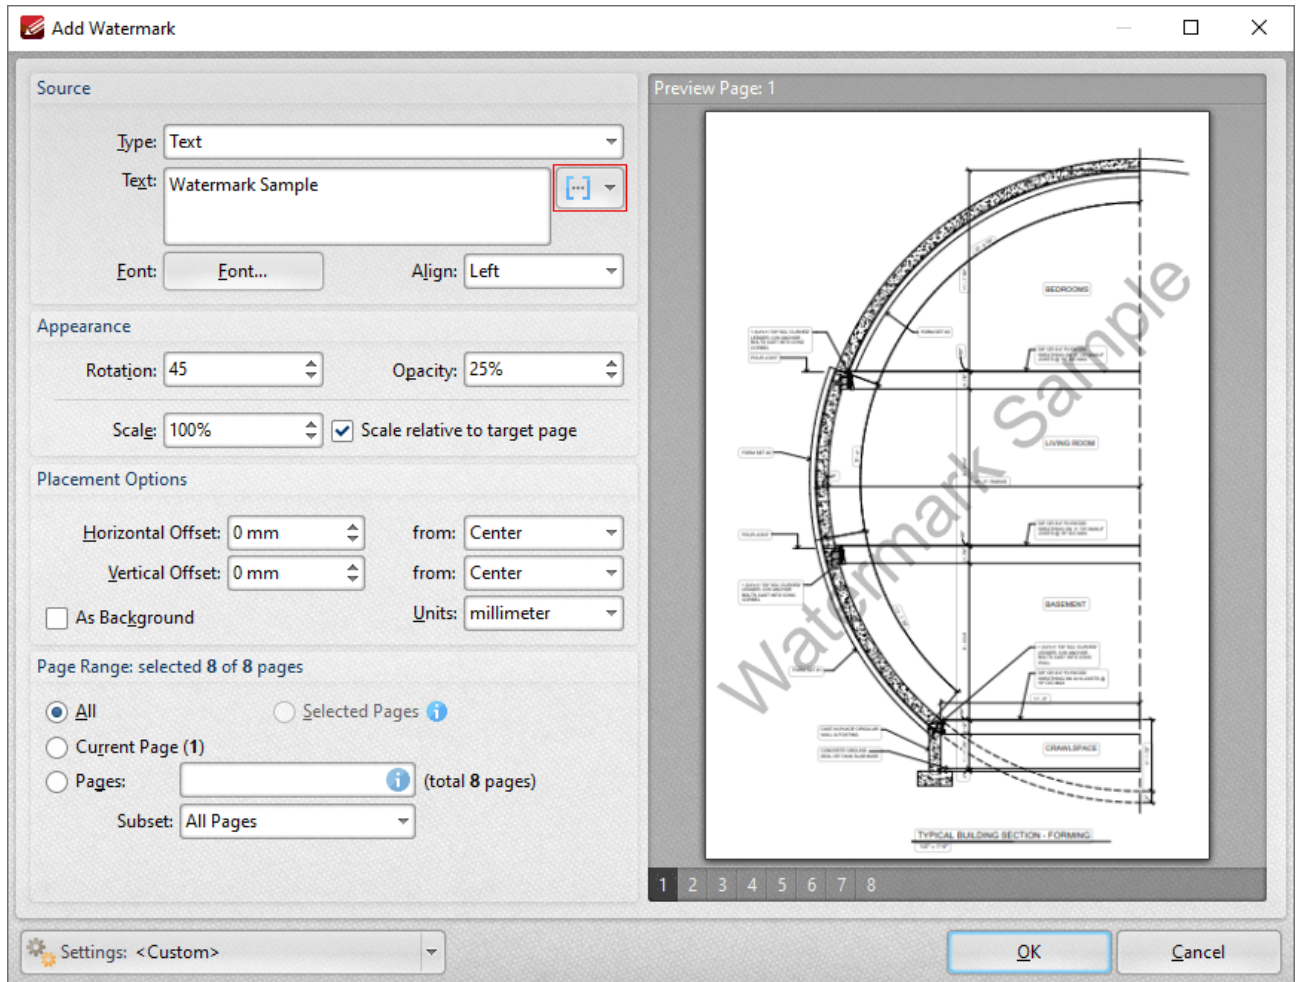 Add Watermark
Source
Type: Text
Text: Watermark Sample
Font: Font... Align: Left
Appearance
Rotation: 45 Opacity: 25%
Scale: 100% Scale relative to target page
Placement Options
Horizontal Offset: 0 mm from: Center
Vertical Offset: 0 mm from: Center
As Background Units: millimeter
Page Range: selected 8 of 8 pages
All Selected Pages
Current Page (1)
Pages: (total 8 pages)
Subset: All Pages
Preview Page: 1
BEDROOMS
LIVING ROOM
BASEMENT
CRAWLSPACE
Watermark Sample
TYPICAL BUILDING SECTION - FORMING
1 2 3 4 5 6 7 8
Settings: <Custom>
OK Cancel